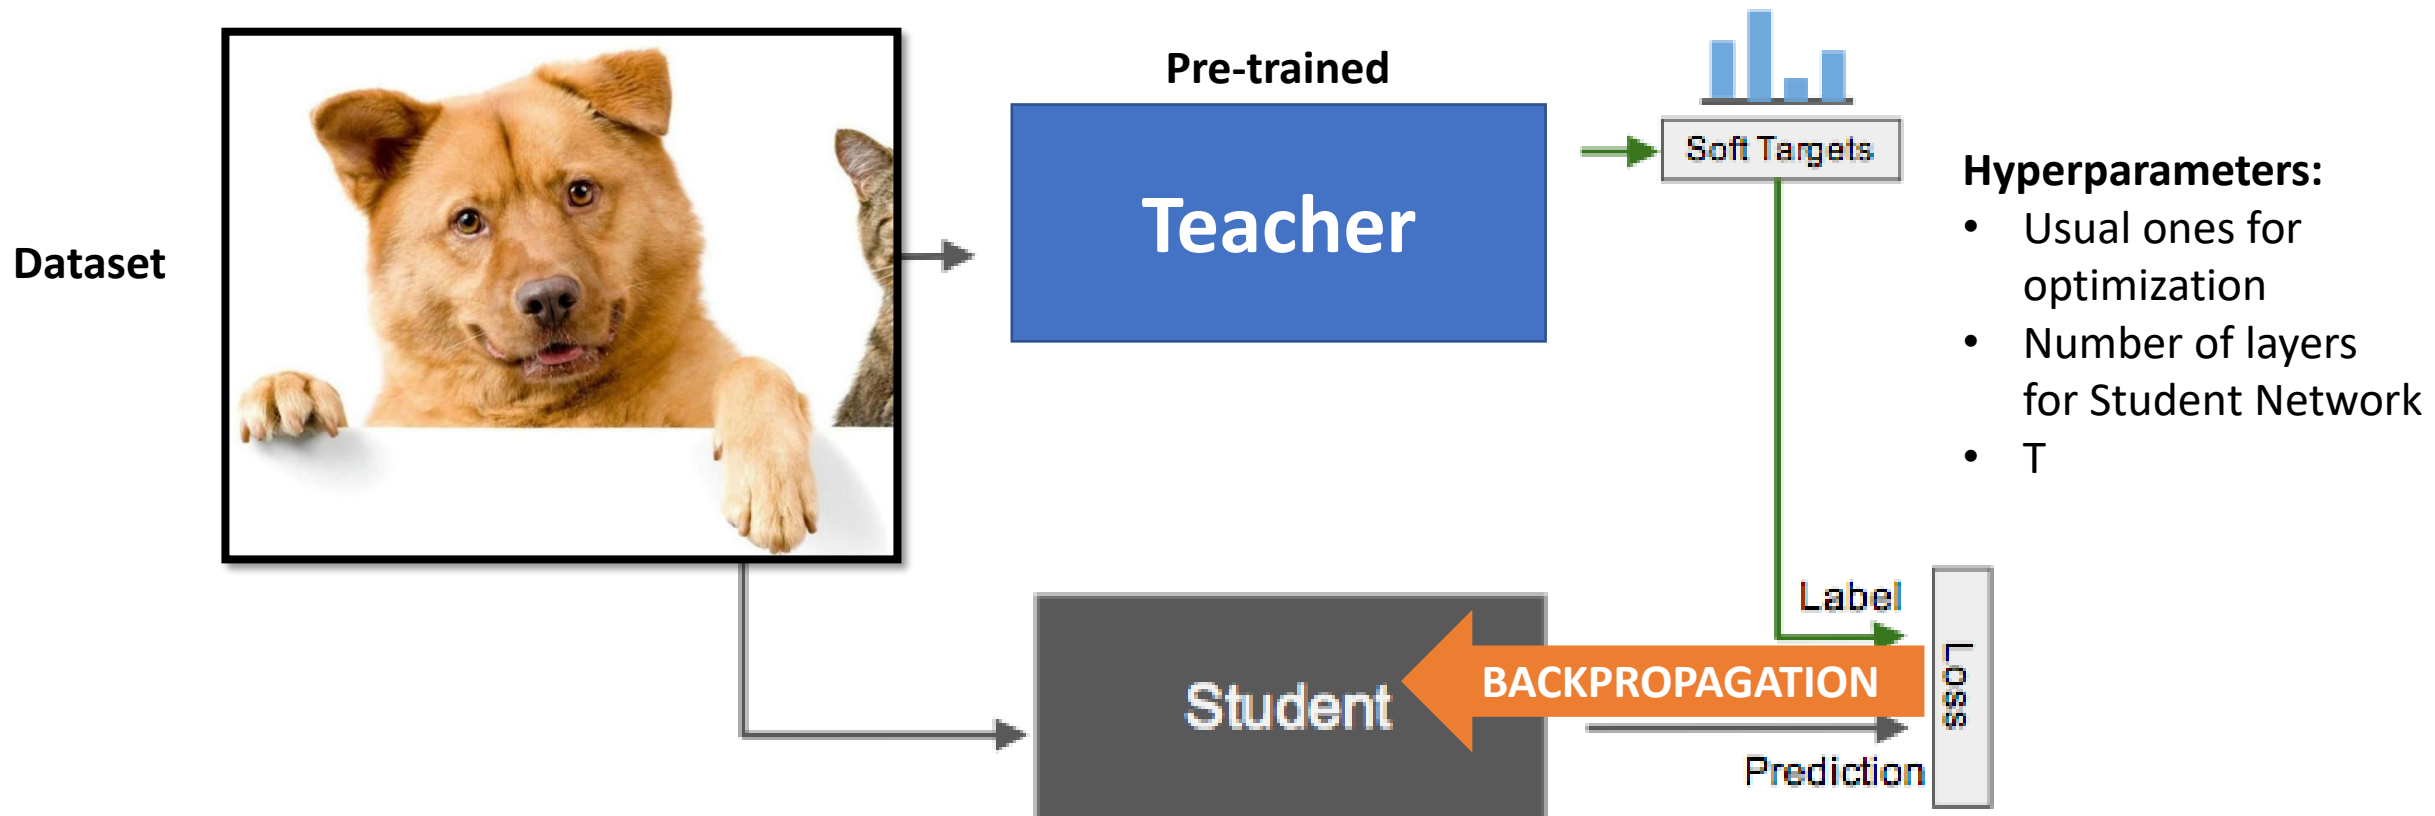 Dataset
Pre-trained
Teacher
Soft Targets
Hyperparameters:
• Usual ones for
optimization
• Number of layers
for Student Network
• T
Label
Student
BACKPROPAGATION
Loss
Prediction